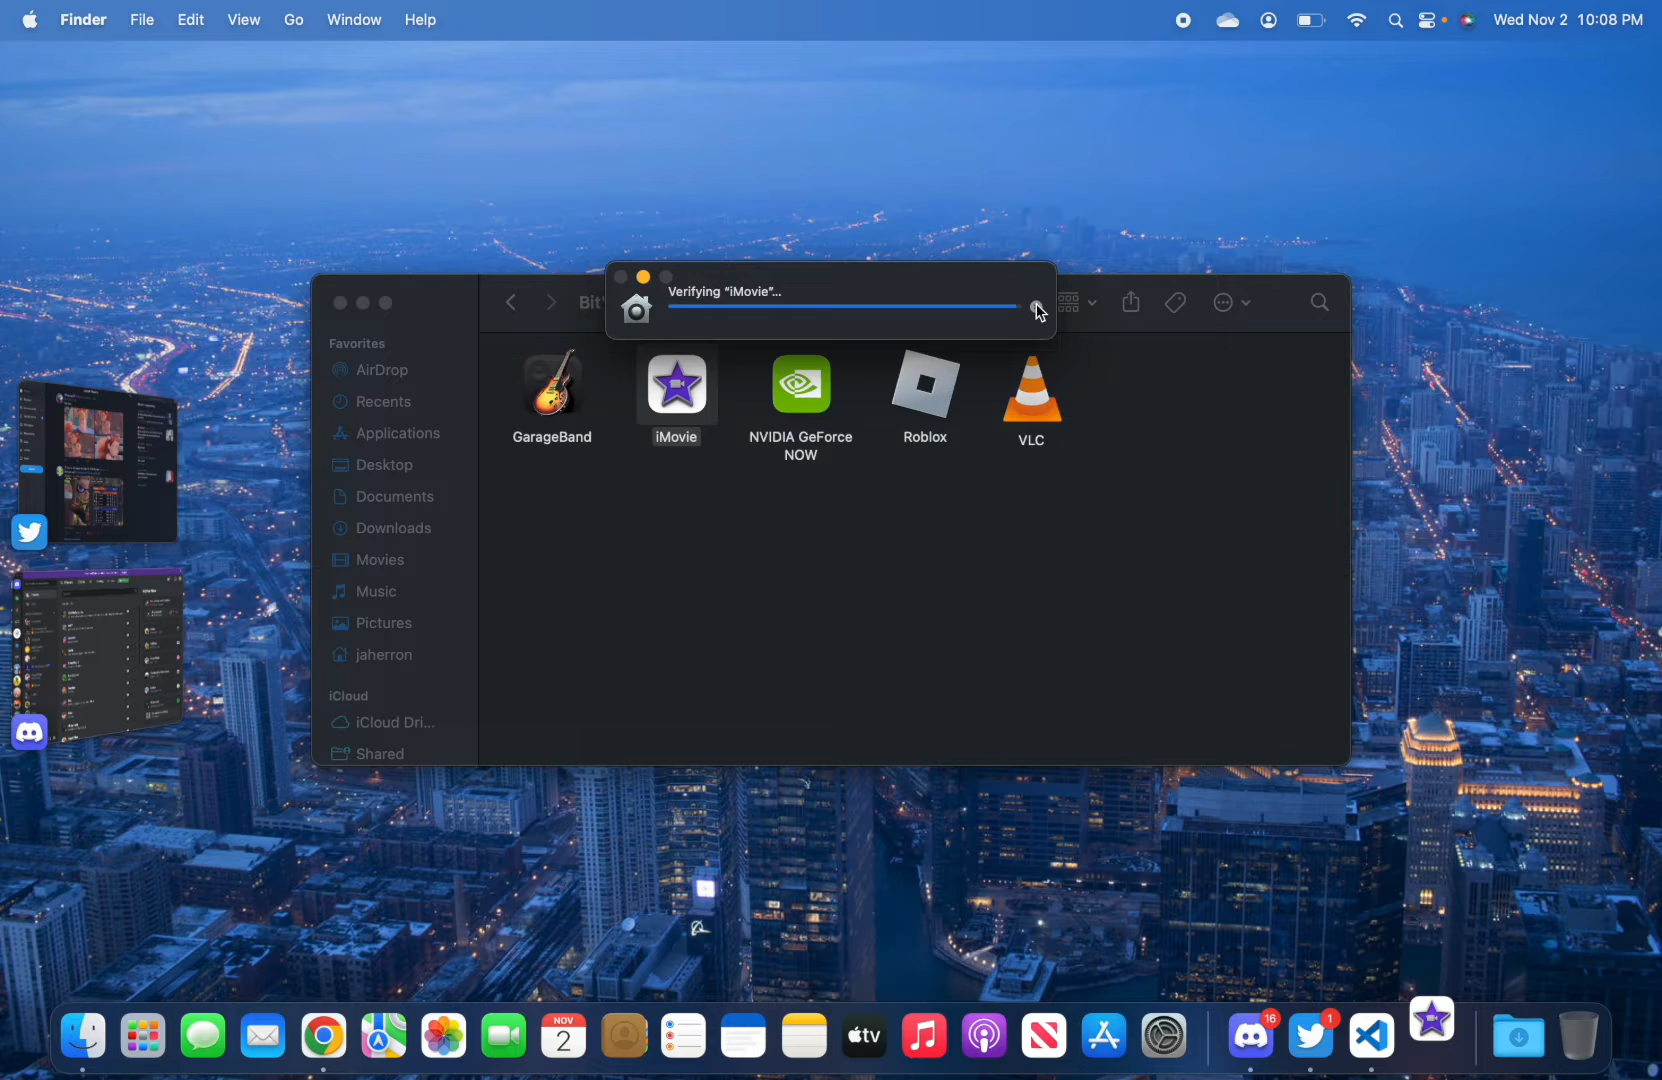 Finder File Edit View Go Window Help
Wed Nov 2 10:08 PM
Verifying “iMovie”...
Bit
Favorites
AirDrop
Recents
Applications
Desktop
Documents
Downloads
Movies
Music
Pictures
jaherron
iCloud
iCloud Dri...
Shared
GarageBand
iMovie
NVIDIA GeForce
NOW
Roblox
VLC
NOV
2
tv
16
1